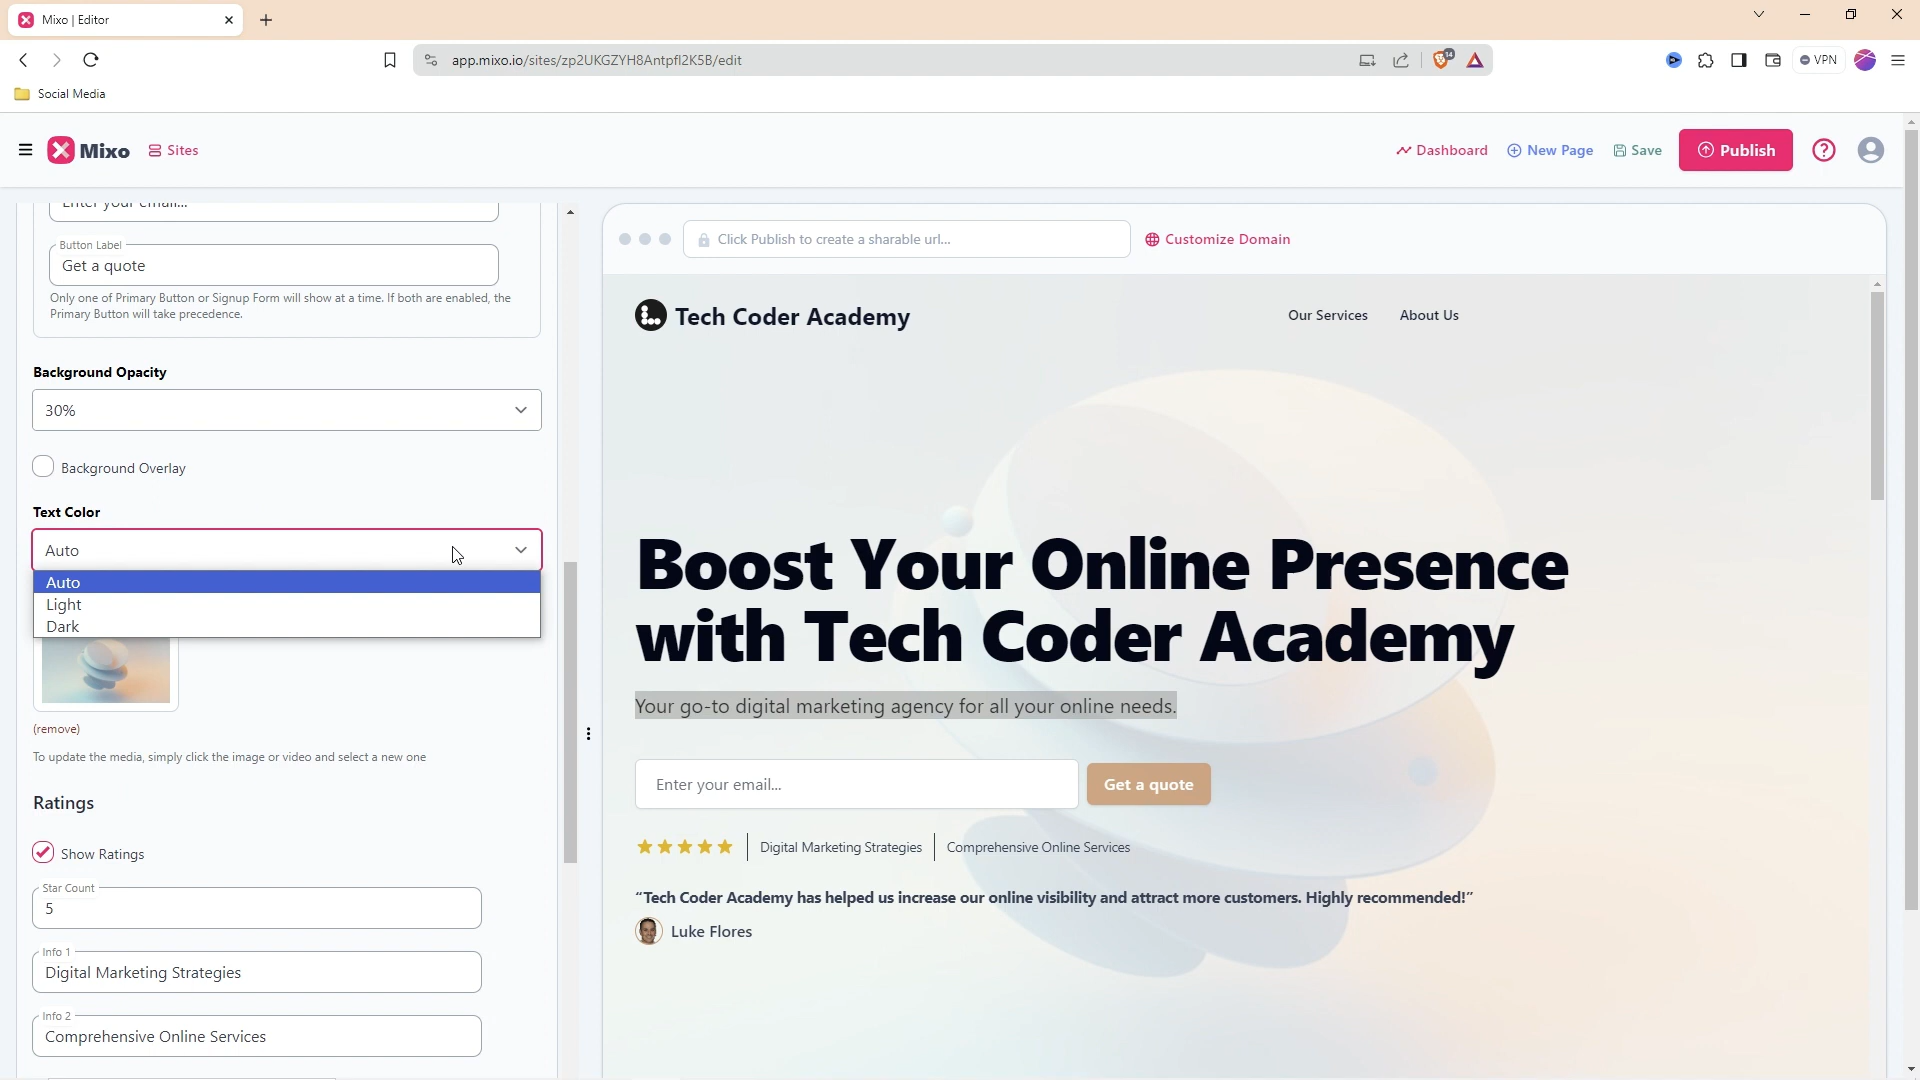 Mixo | Editor
app.mixo.io/sites/zp2UKGZYH8Antpfl2K5B/edit
14
VPN
Social Media
Mixo
Sites
Dashboard
New Page
Save
Publish
Enter your email...
Button Label
Get a quote
Only one of Primary Button or Signup Form will show at a time. If both are enabled, the
Primary Button will take precedence.
Background Opacity
30%
Background Overlay
Text Color
Auto
Auto
Light
Dark
(remove)
To update the media, simply click the image or video and select a new one
Ratings
Show Ratings
Star Count
5
Info 1
Digital Marketing Strategies
Info 2
Comprehensive Online Services
Click Publish to create a sharable url...
Customize Domain
Tech Coder Academy
Our Services
About Us
Boost Your Online Presence
with Tech Coder Academy
Your go-to digital marketing agency for all your online needs.
Enter your email...
Get a quote
Digital Marketing Strategies
Comprehensive Online Services
“Tech Coder Academy has helped us increase our online visibility and attract more customers. Highly recommended!”
Luke Flores